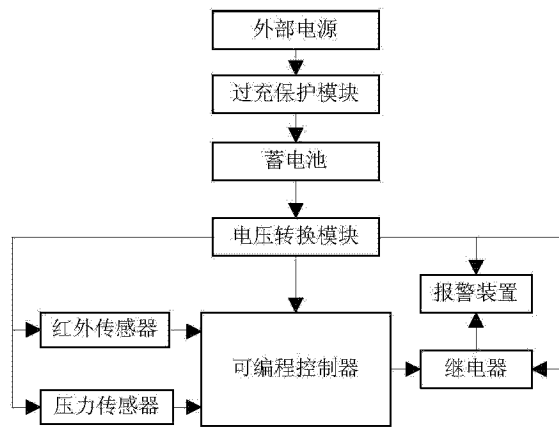 外部电源
过充保护模块
蓄电池
电压转换模块
报警装置
红外传感器
可编程控制器
继电器
压力传感器